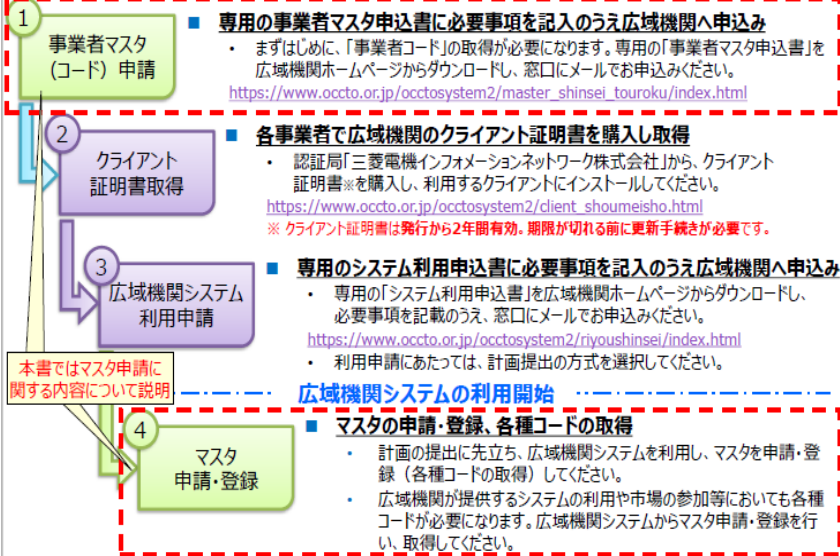 1
事業者マスタ
（コード）申請
■ 専用の事業者マスタ申込書に必要事項を記入のうえ広域機関へ申込み
・ まずはじめに、「事業者コード」の取得が必要になります。専用の「事業者マスタ申込書」を
広域機関ホームページからダウンロードし、窓口にメールでお申込みください。
https://www.occto.or.jp/occtosystem2/master_shinsei_touroku/index.html
2
クライアント
証明書取得
■ 各事業者で広域機関のクライアント証明書を購入し取得
・ 認証局「三菱電機インフォメーションネットワーク株式会社」から、クライアント
証明書※を購入し、利用するクライアントにインストールしてください。
https://www.occto.or.jp/occtosystem2/client_shoumeisho.html
※ クライアント証明書は発行から2年間有効。期限が切れる前に更新手続きが必要です。
3
広域機関システム
利用申請
■ 専用のシステム利用申込書に必要事項を記入のうえ広域機関へ申込み
・ 専用の「システム利用申込書」を広域機関ホームページからダウンロードし、
必要事項を記載のうえ、窓口にメールでお申込みください。
https://www.occto.or.jp/occtosystem2/riyoushinsei/index.html
・ 利用申請にあたっては、計画提出の方式を選択してください。
本書ではマスタ申請に
関する内容について説明
広域機関システムの利用開始
4
マスタ
申請・登録
■ マスタの申請・登録、各種コードの取得
・ 計画の提出に先立ち、広域機関システムを利用し、マスタを申請・登
録（各種コードの取得）してください。
・ 広域機関が提供するシステムの利用や市場の参加等においても各種
コードが必要になります。広域機関システムからマスタ申請・登録を行
い、取得してください。